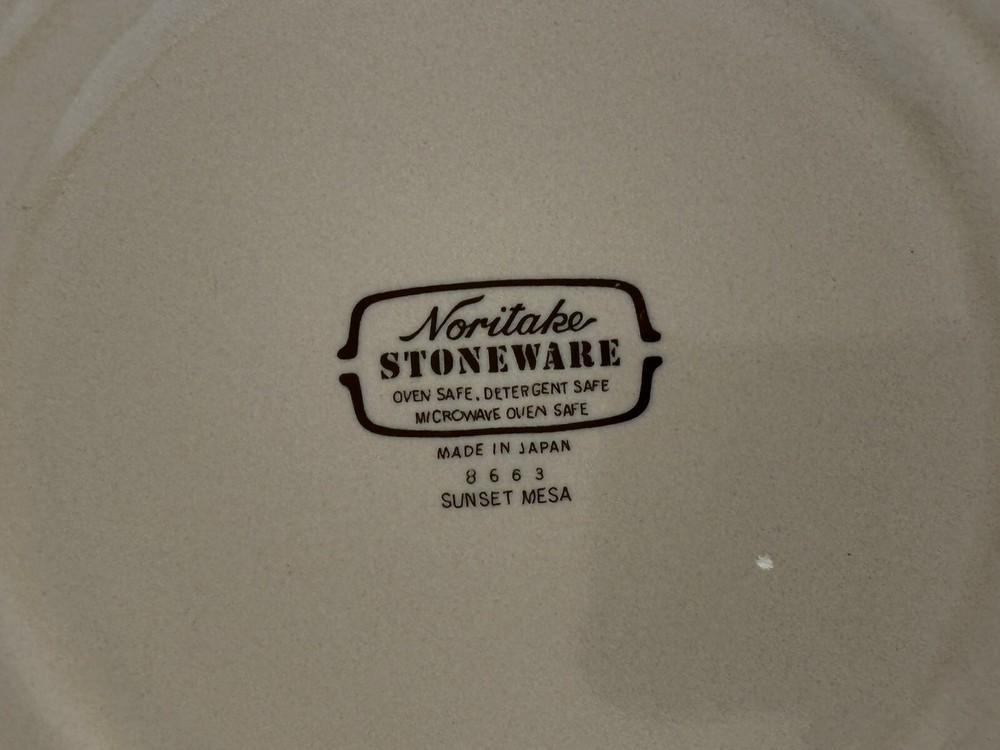 Noritake
STONEWARE
OVEN SAFE, DETERGENT SAFE
MICROWAVE OVEN SAFE
MADE IN JAPAN
8663
SUNSET MESA